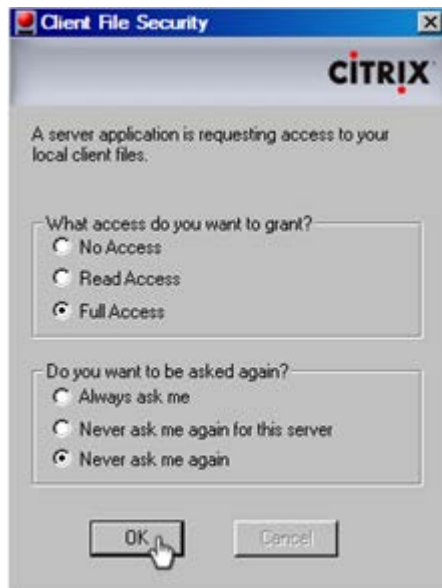 Client File Security
CiTRIX
A server application is requesting access to your
local client files.
What access do you want to grant?
No Access
Read Access
Full Access
Do you want to be asked again?
Always ask me
Never ask me again for this server
Never ask me again
OK
Cancel